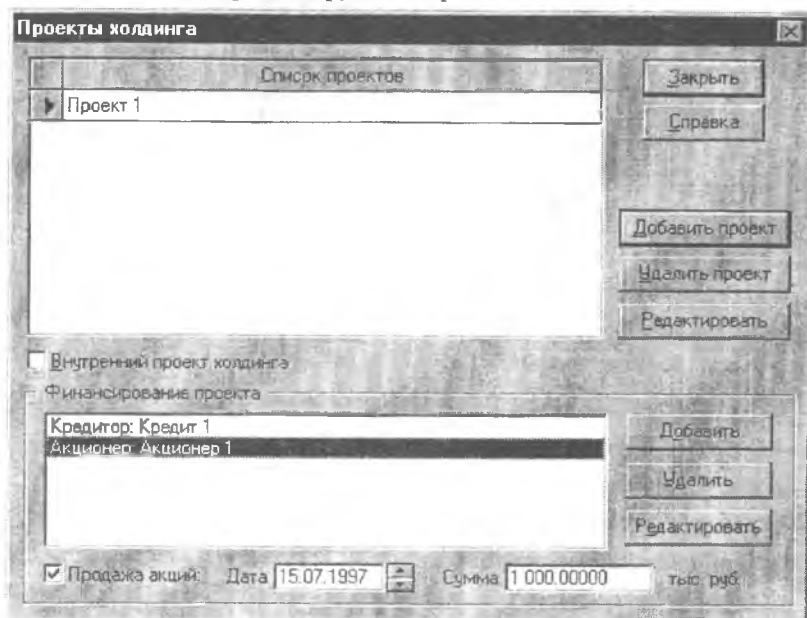 Проекты холдинга
Список проектов
Проект 1
Закрыть
Справка
Добавить проект
Удалить проект
Редактировать
Внутренний проект холдинга
Финансирование проекта
Кредитор: Кредит 1
Акционер: Акционер 1
Добавить
Удалить
Редактировать
Продажа акций: Дата 15.07.1997 Сумма 1 000.00000 тыс. руб.